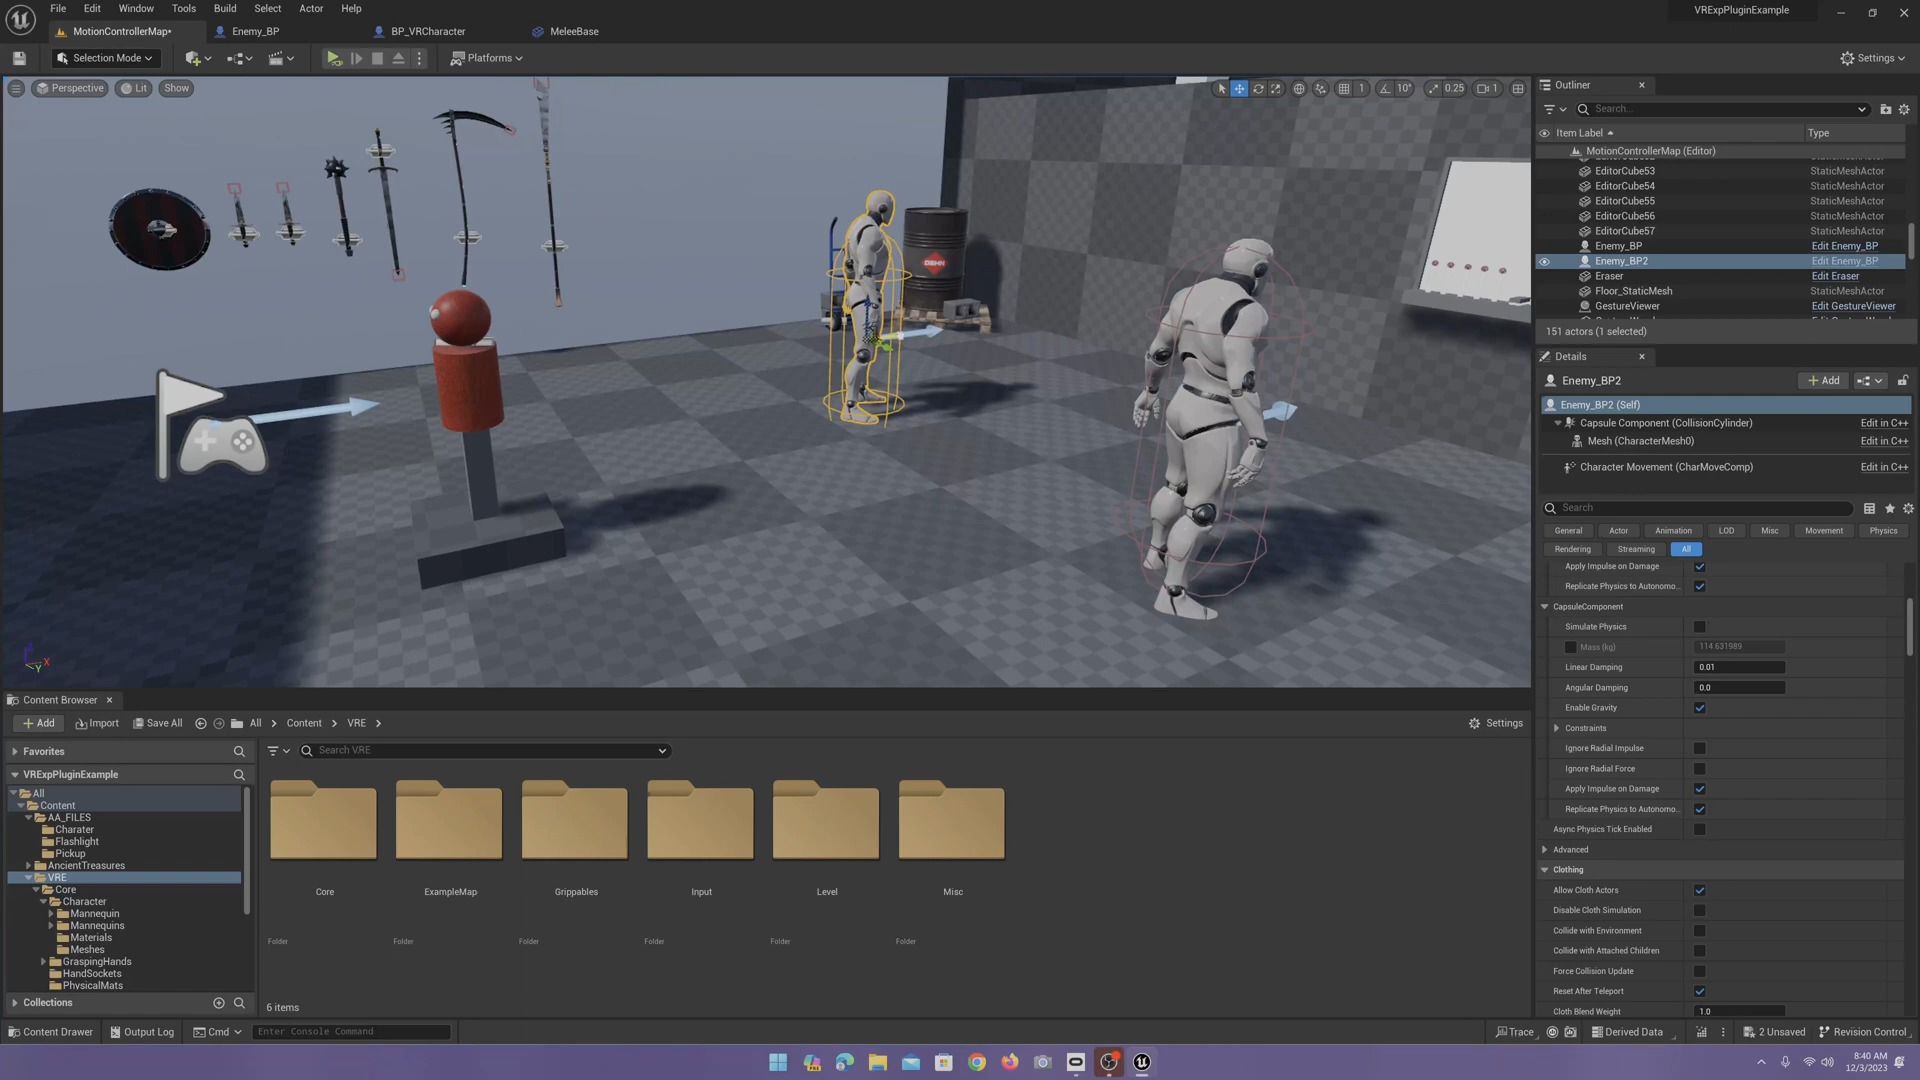 File Edit Window Tools Build Select Actor Help
VRExpPluginExample
MotionControllerMap* Enemy_BP BP_VRCharacter MeleeBase
Selection Mode Platforms Settings
Perspective Lit Show 1 10° 0.25 1
Outliner
Search...
Item Label Type
MotionControllerMap (Editor)
EditorCube53 StaticMeshActor
EditorCube54 StaticMeshActor
EditorCube55 StaticMeshActor
EditorCube56 StaticMeshActor
EditorCube57 StaticMeshActor
Enemy_BP Edit Enemy_BP
Enemy_BP2 Edit Enemy_BP
Eraser Edit Eraser
Floor_StaticMesh StaticMeshActor
GestureViewer Edit GestureViewer
151 actors (1 selected)
Details
Enemy_BP2 Add
Enemy_BP2 (Self)
Capsule Component (CollisionCylinder) Edit in C++
Mesh (CharacterMesh0) Edit in C++
Character Movement (CharMoveComp) Edit in C++
Search
General Actor Animation LOD Misc Movement Physics
Rendering Streaming All
Apply Impulse on Damage
Replicate Physics to Autonomo...
CapsuleComponent
Simulate Physics
Mass (kg) 114.631989
Linear Damping 0.01
Angular Damping 0.0
Enable Gravity
Constraints
Ignore Radial Impulse
Ignore Radial Force
Apply Impulse on Damage
Replicate Physics to Autonomo...
Async Physics Tick Enabled
Advanced
Clothing
Allow Cloth Actors
Disable Cloth Simulation
Collide with Environment
Collide with Attached Children
Force Collision Update
Reset After Teleport
Cloth Blend Weight 1.0
Content Browser
Add Import Save All All Content VRE Settings
Favorites
VRExpPluginExample
All
Content
AA_FILES
Charater
Flashlight
Pickup
AncientTreasures
VRE
Core
Character
Mannequin
Mannequins
Materials
Meshes
GraspingHands
HandSockets
PhysicalMats
Collections
Search VRE
Core ExampleMap Grippables Input Level Misc
Folder Folder Folder Folder Folder Folder
6 items
Content Drawer Output Log Cmd Enter Console Command Trace Derived Data 2 Unsaved Revision Control
8:40 AM
12/3/2023